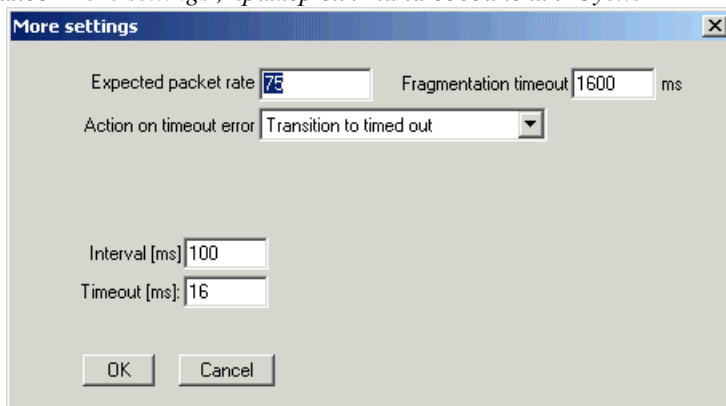 More settings
Expected packet rate 75 Fragmentation timeout 1600 ms
Action on timeout error Transition to timed out
Interval [ms] 100
Timeout [ms]: 16
OK Cancel